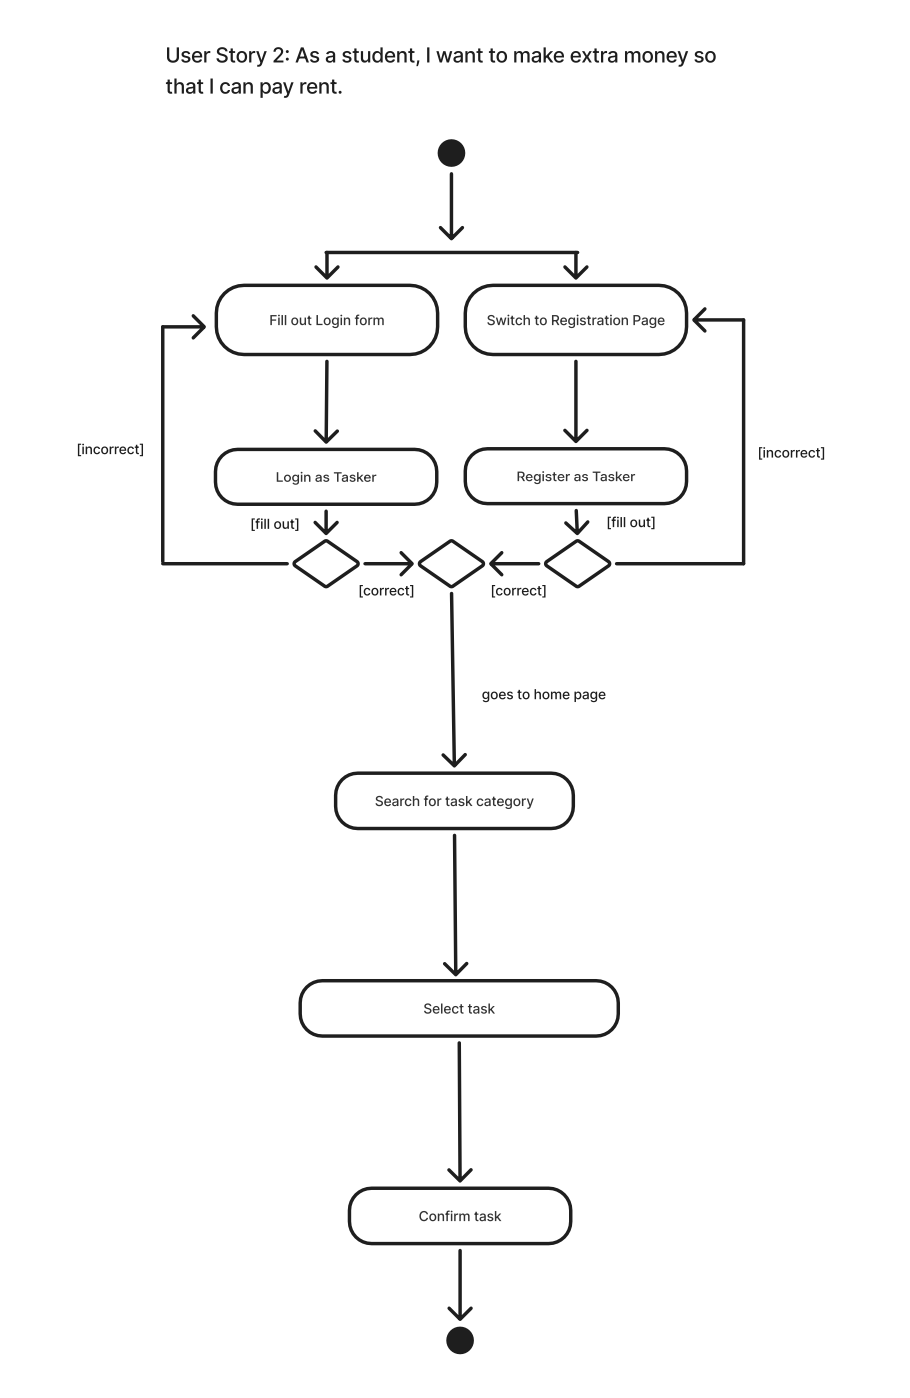 User Story 2: As a student, I want to make extra money so
that I can pay rent.
Fill out Login form
Switch to Registration Page
[incorrect]
[incorrect]
Login as Tasker
Register as Tasker
[fill out]
[fill out]
[correct]
[correct]
goes to home page
Search for task category
Select task
Confirm task